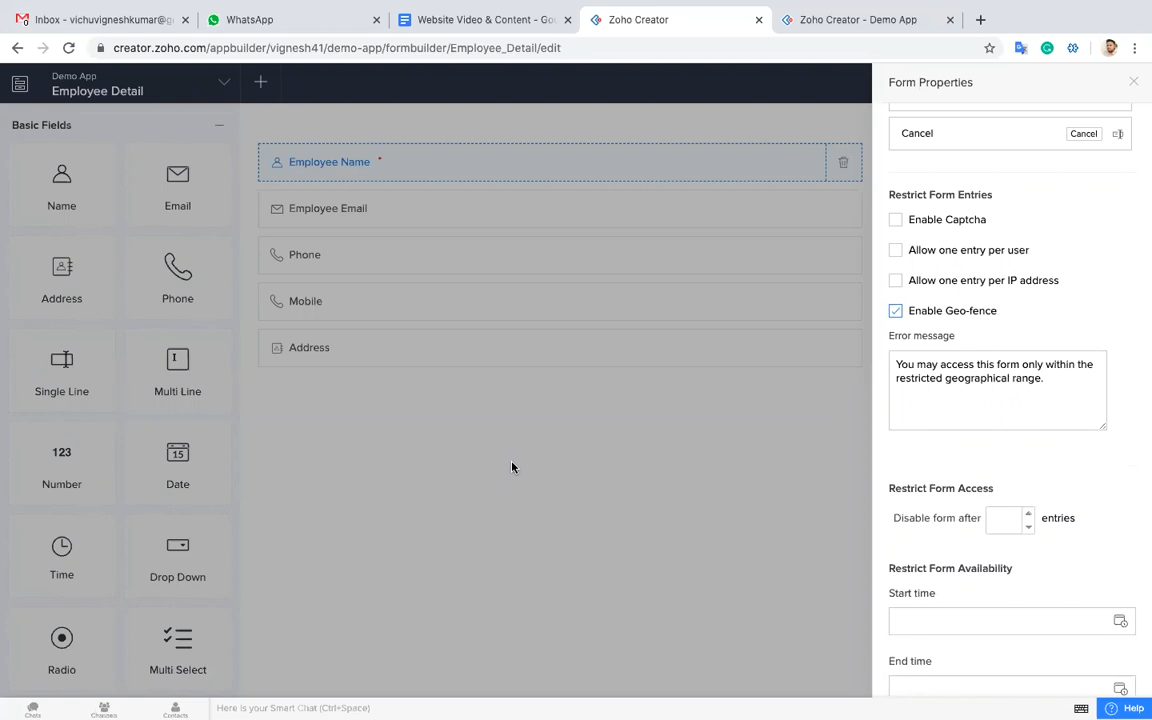 Inbox - vichuvigneshkumar@g
WhatsApp
Website Video & Content - Goo
Zoho Creator
Zoho Creator - Demo App
creator.zoho.com/appbuilder/vignesh41/demo-app/formbuilder/Employee_Detail/edit
Demo App
Employee Detail
Form Properties
Basic Fields
Name
Email
Address
Phone
Single Line
Multi Line
123
Number
15
Date
Time
Drop Down
Radio
Multi Select
Employee Name *
Employee Email
Phone
Mobile
Address
Cancel
Cancel
Restrict Form Entries
Enable Captcha
Allow one entry per user
Allow one entry per IP address
Enable Geo-fence
Error message
You may access this form only within the
restricted geographical range.
Restrict Form Access
Disable form after entries
Restrict Form Availability
Start time
End time
Chats
Channels
Contacts
Here is your Smart Chat (Ctrl+Space)
Help